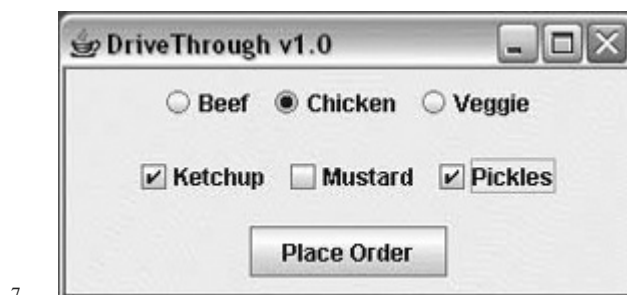 DriveThrough v1.0
Beef Chicken Veggie
Ketchup Mustard Pickles
Place Order
7